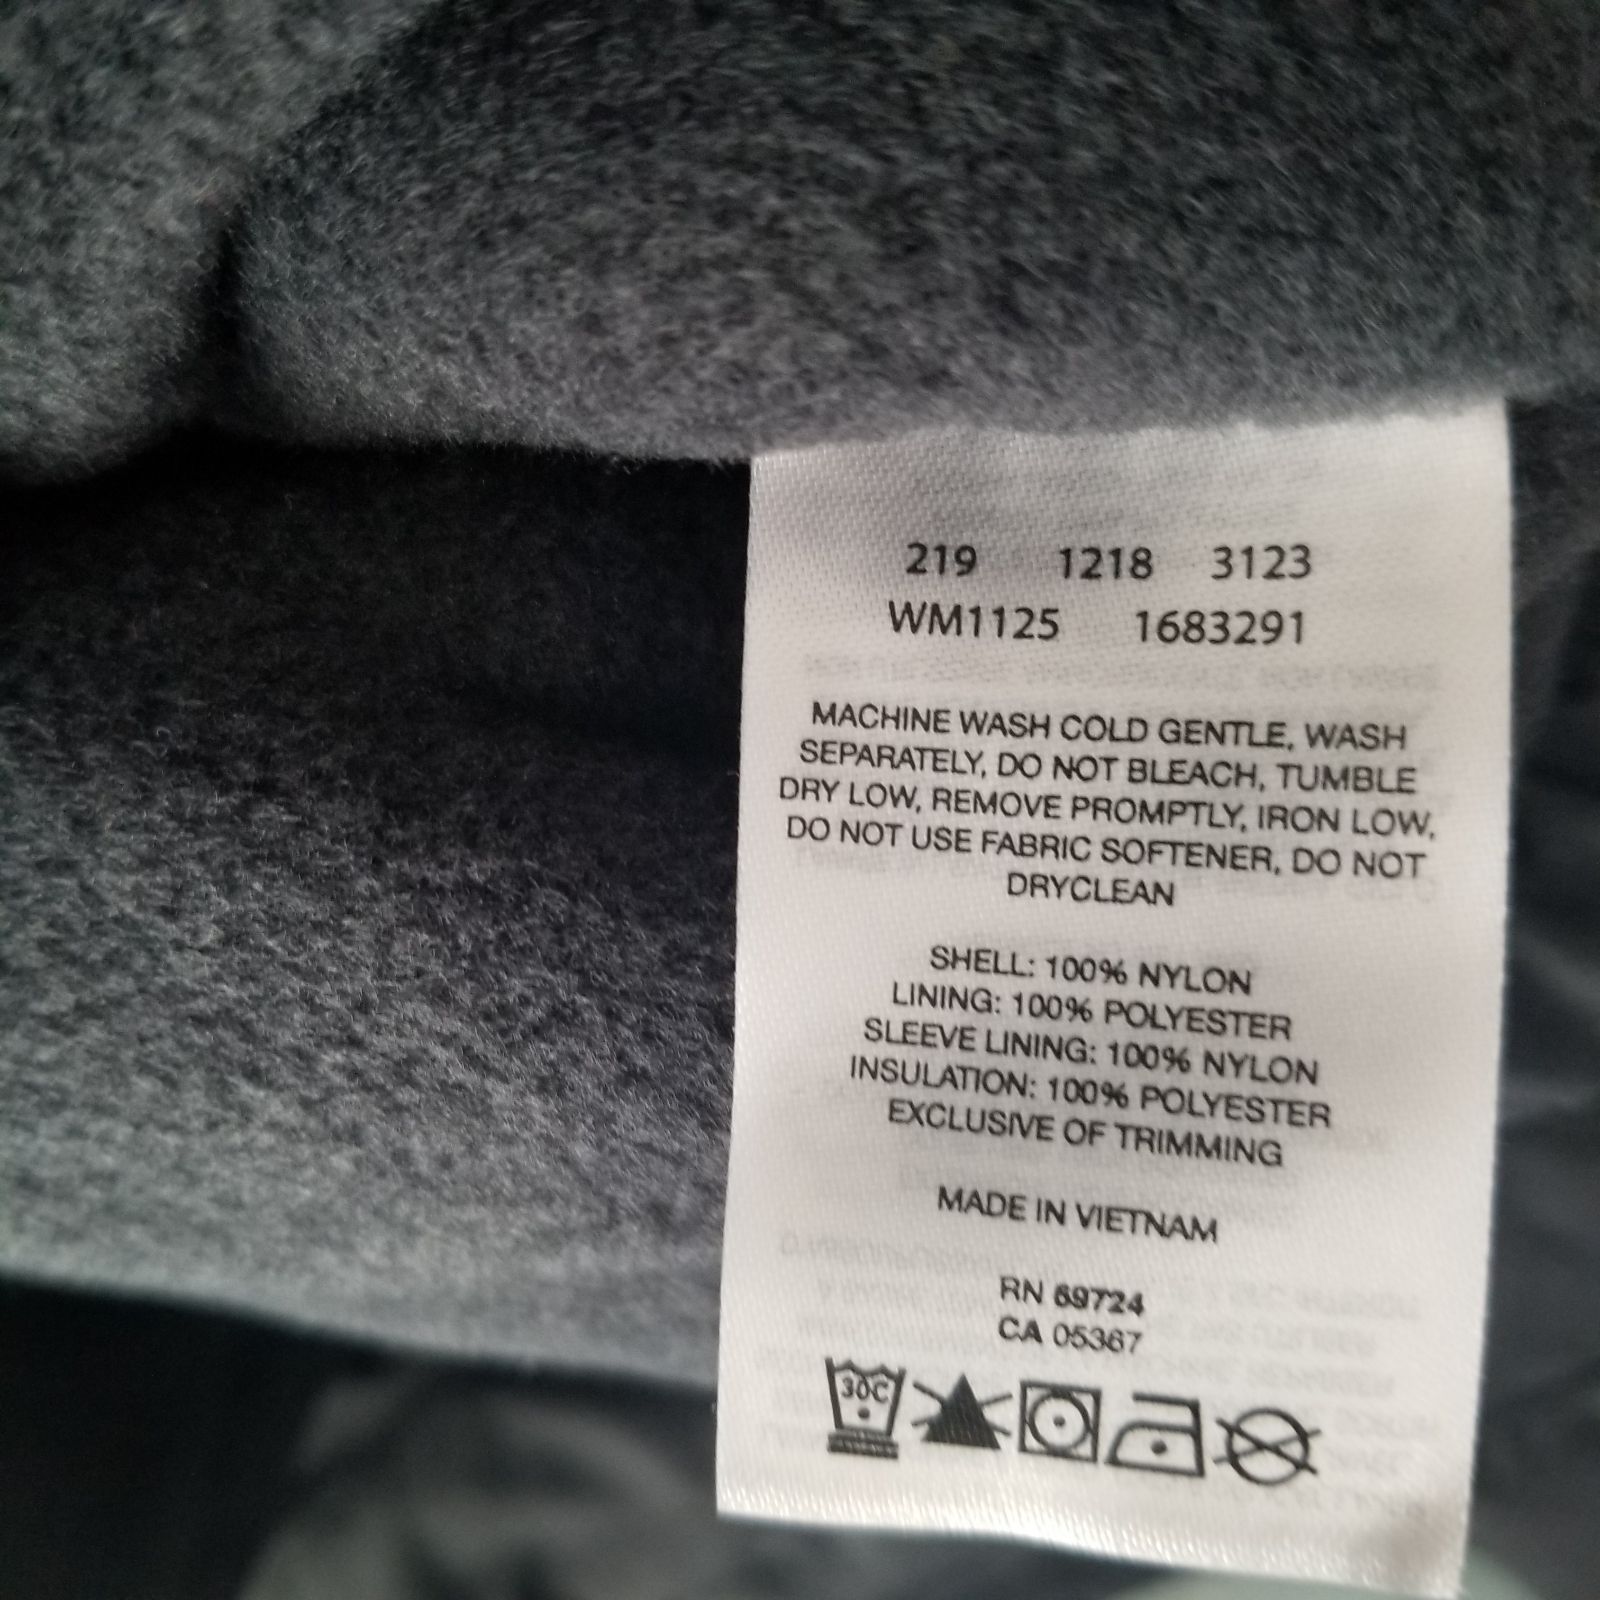 219 1218 3123
WM1125 1683291
MACHINE WASH COLD GENTLE, WASH
SEPARATELY, DO NOT BLEACH, TUMBLE
DRY LOW, REMOVE PROMPTLY, IRON LOW,
DO NOT USE FABRIC SOFTENER, DO NOT
DRYCLEAN
SHELL: 100% NYLON
LINING: 100% POLYESTER
SLEEVE LINING: 100% NYLON
INSULATION: 100% POLYESTER
EXCLUSIVE OF TRIMMING
MADE IN VIETNAM
RN 69724
CA 05367
30C